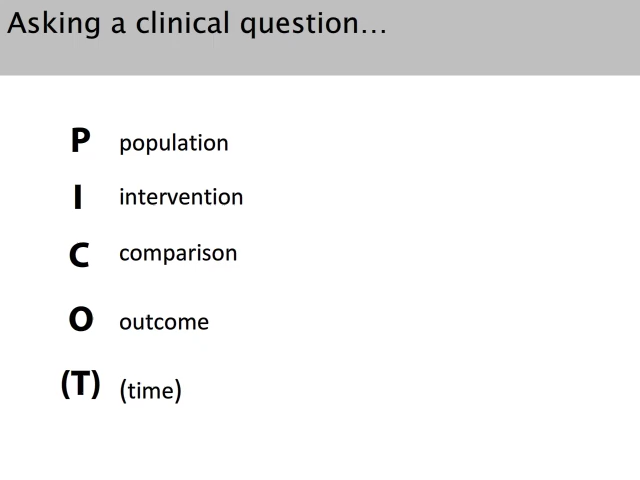 Asking a clinical question...
P population
I intervention
C comparison
O outcome
(T) (time)